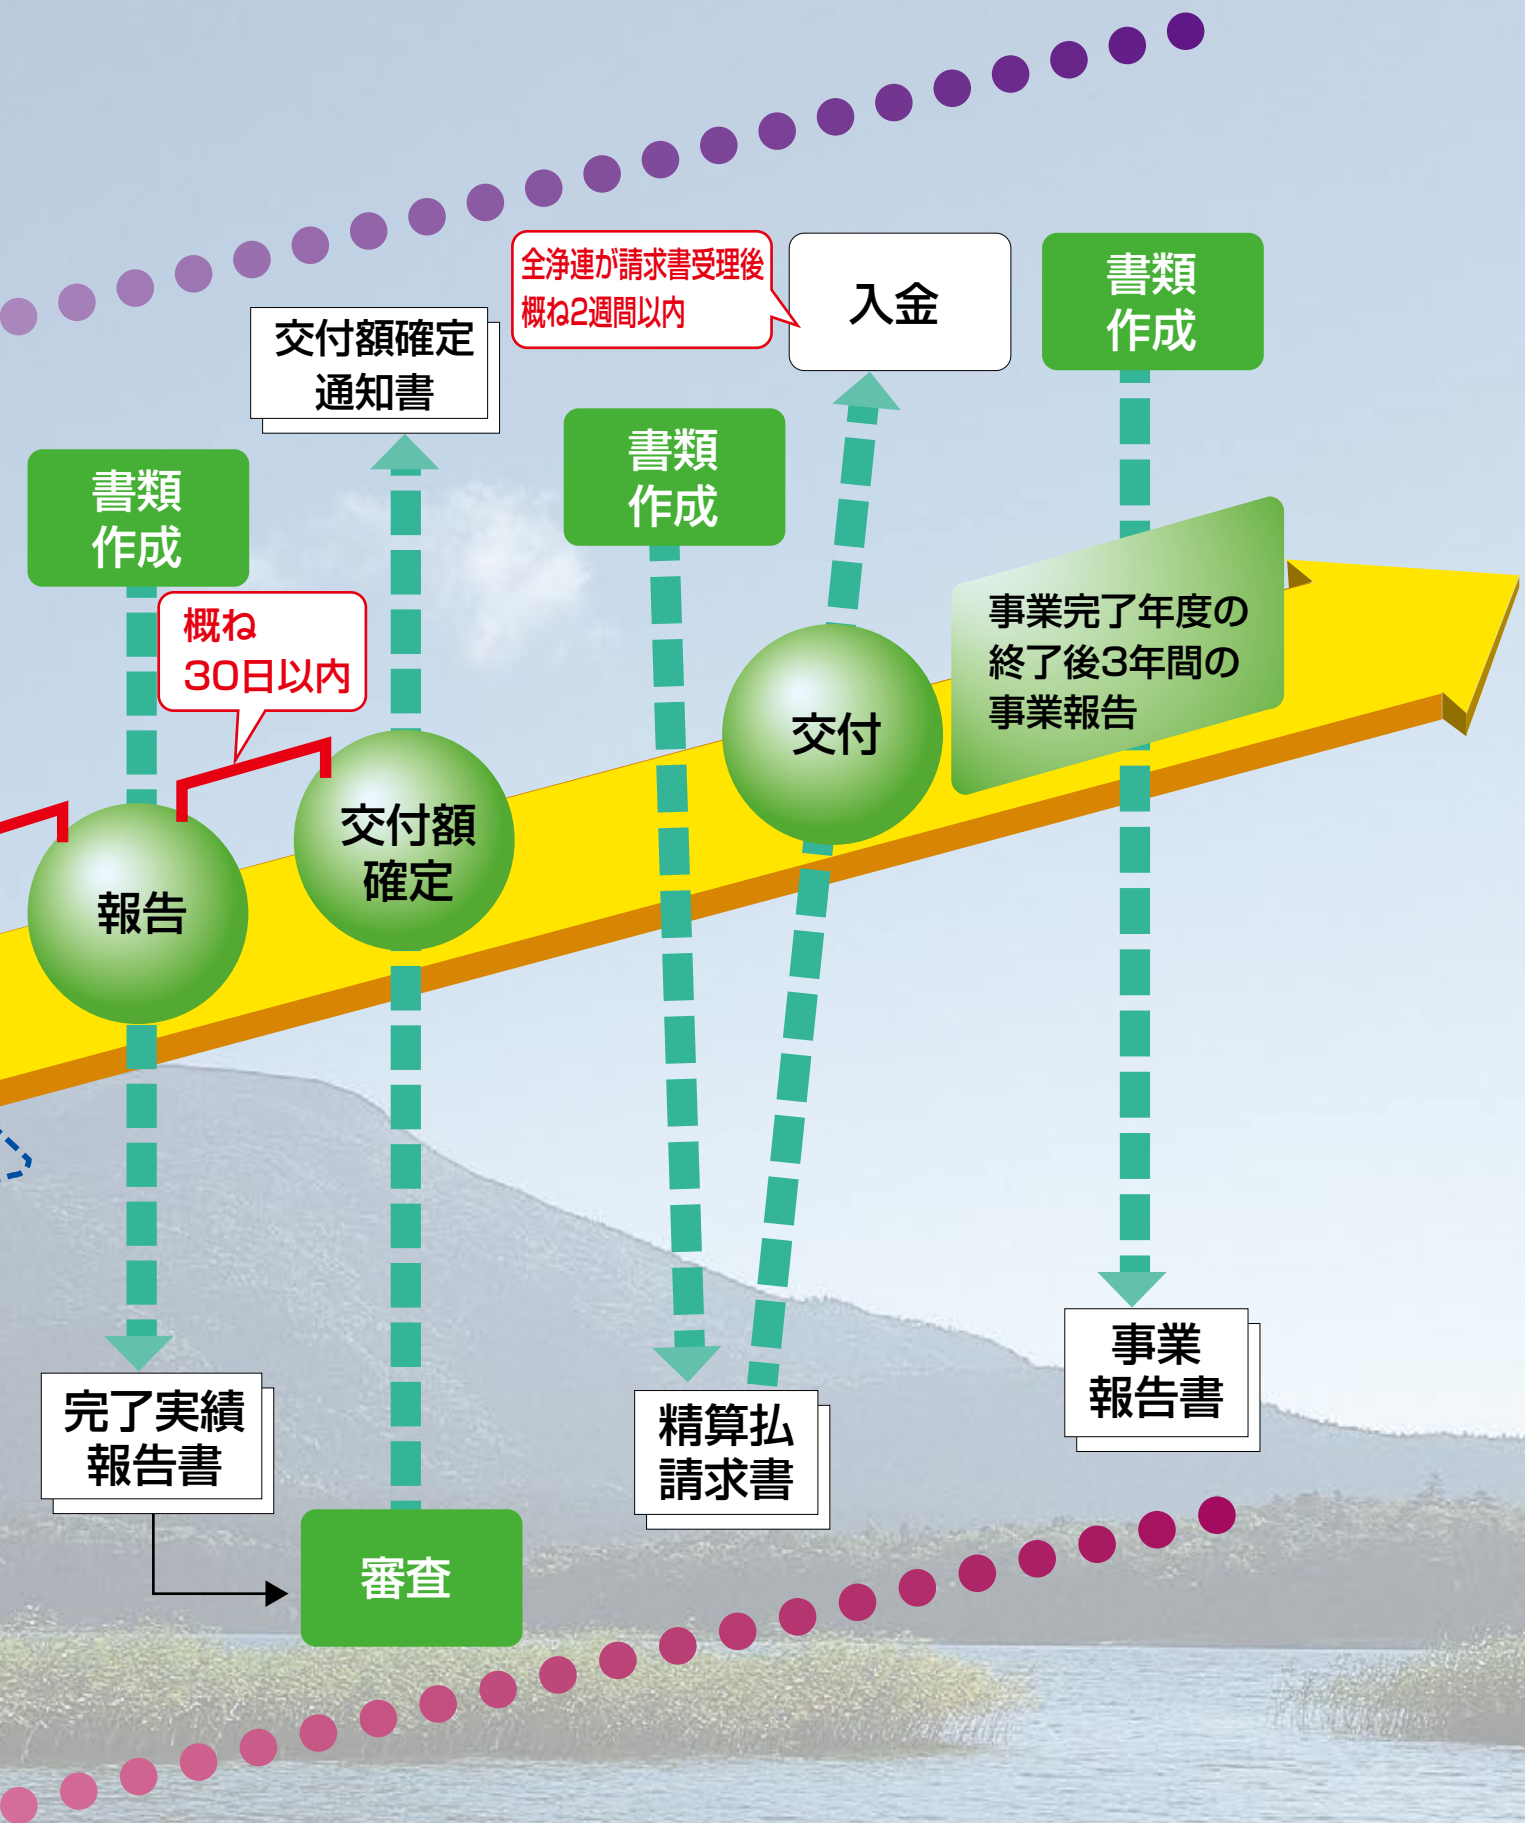 全浄連が請求書受理後
概ね2週間以内
入金
書類
作成
交付額確定
通知書
書類
作成
書類
作成
概ね
30日以内
事業完了年度の
終了後3年間の
事業報告
交付
交付額
確定
報告
事業
報告書
完了実績
報告書
精算払
請求書
審査